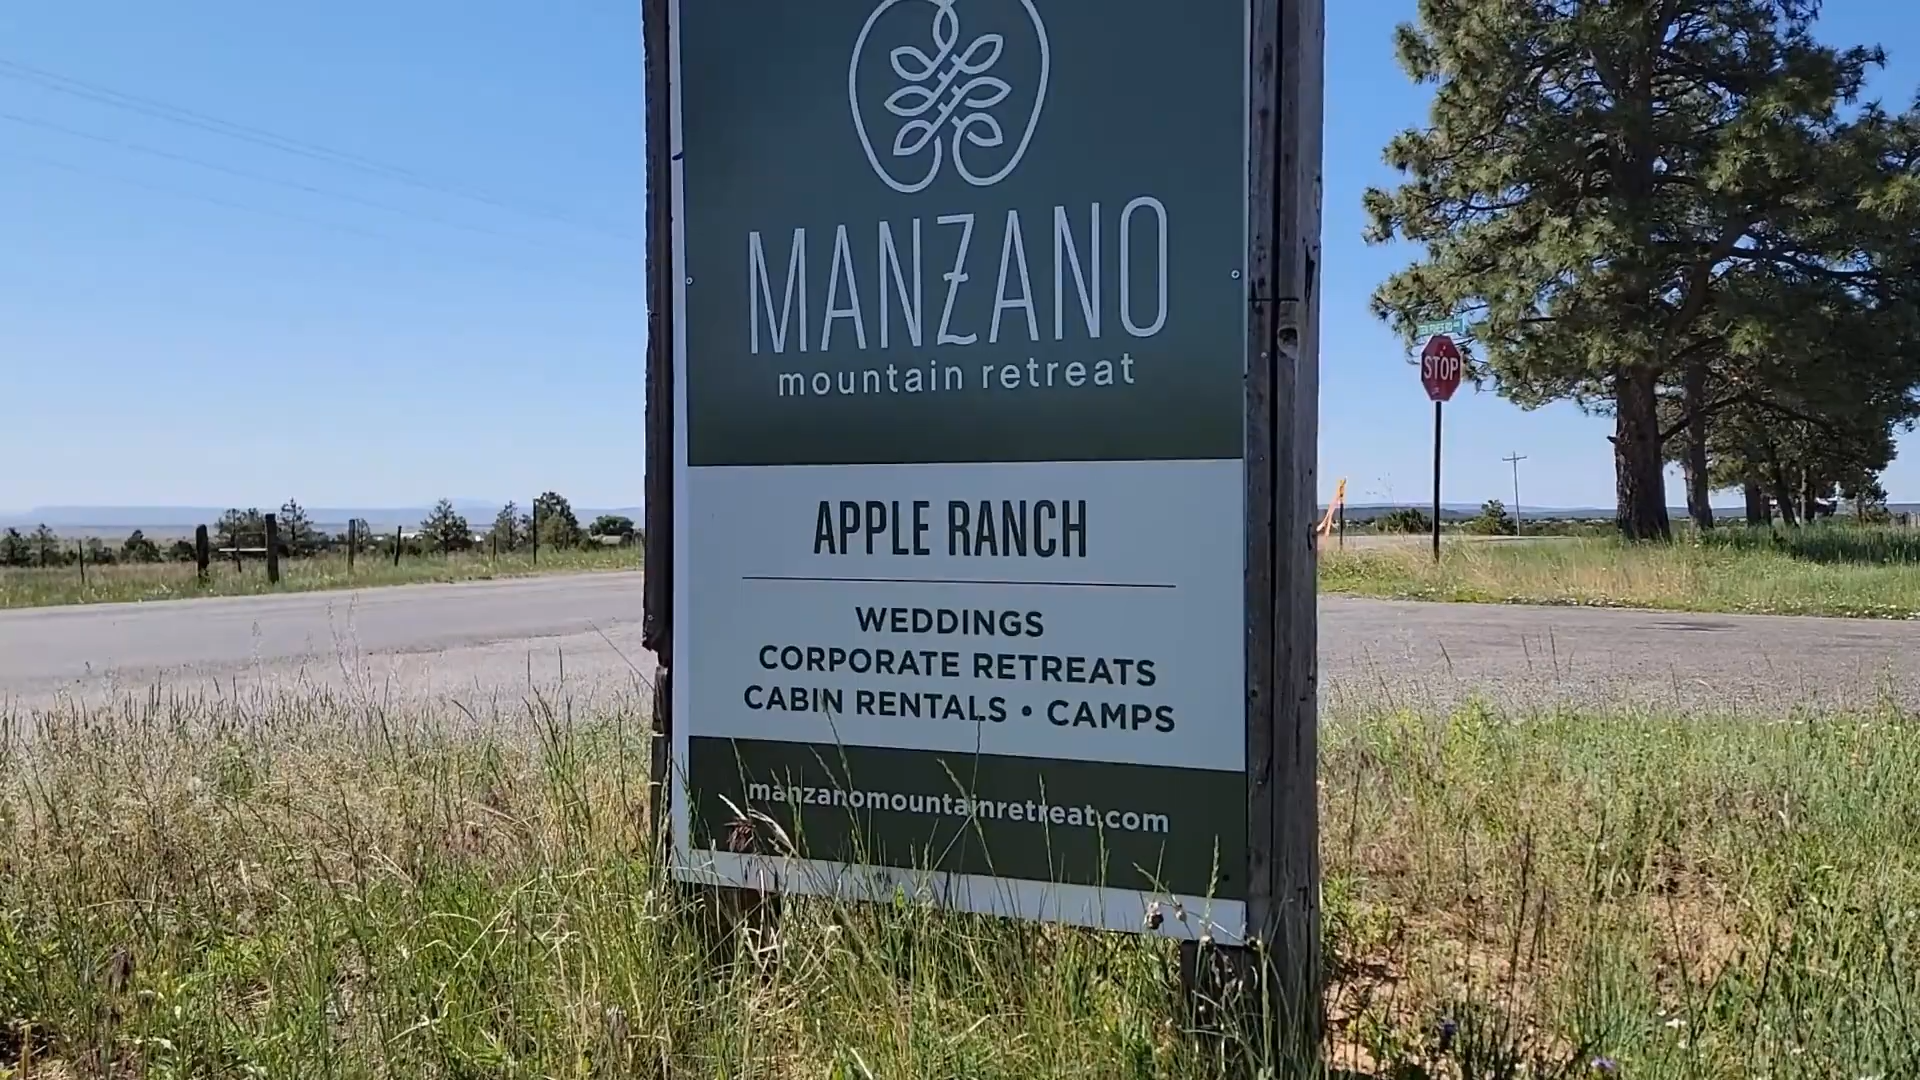 MANZANO
mountain retreat
APPLE RANCH
WEDDINGS
CORPORATE RETREATS
CABIN RENTALS • CAMPS
manzanomountainretreat.com
STOP